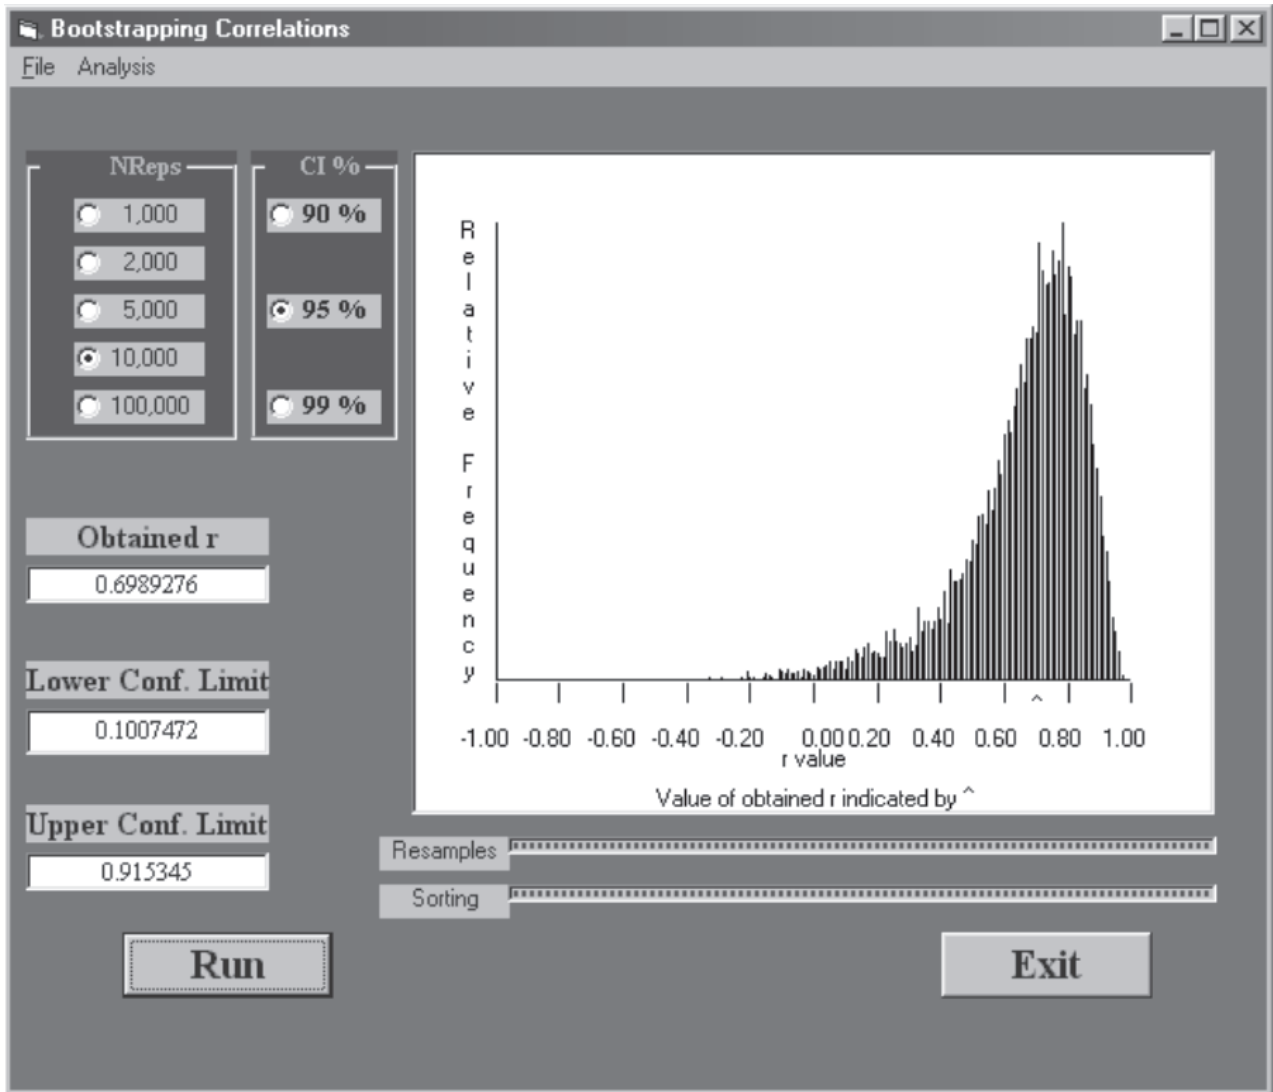 Bootstrapping Correlations
File Analysis
NReps
1,000
2,000
5,000
10,000
100,000
CI %
90 %
95 %
99 %
Relative Frequency
-1.00 -0.80 -0.60 -0.40 -0.20 0.00 0.20 0.40 0.60 0.80 1.00
^
r value
Value of obtained r indicated by ^
Obtained r
0.6989276
Lower Conf. Limit
0.1007472
Upper Conf. Limit
0.915345
Resamples
Sorting
Run
Exit